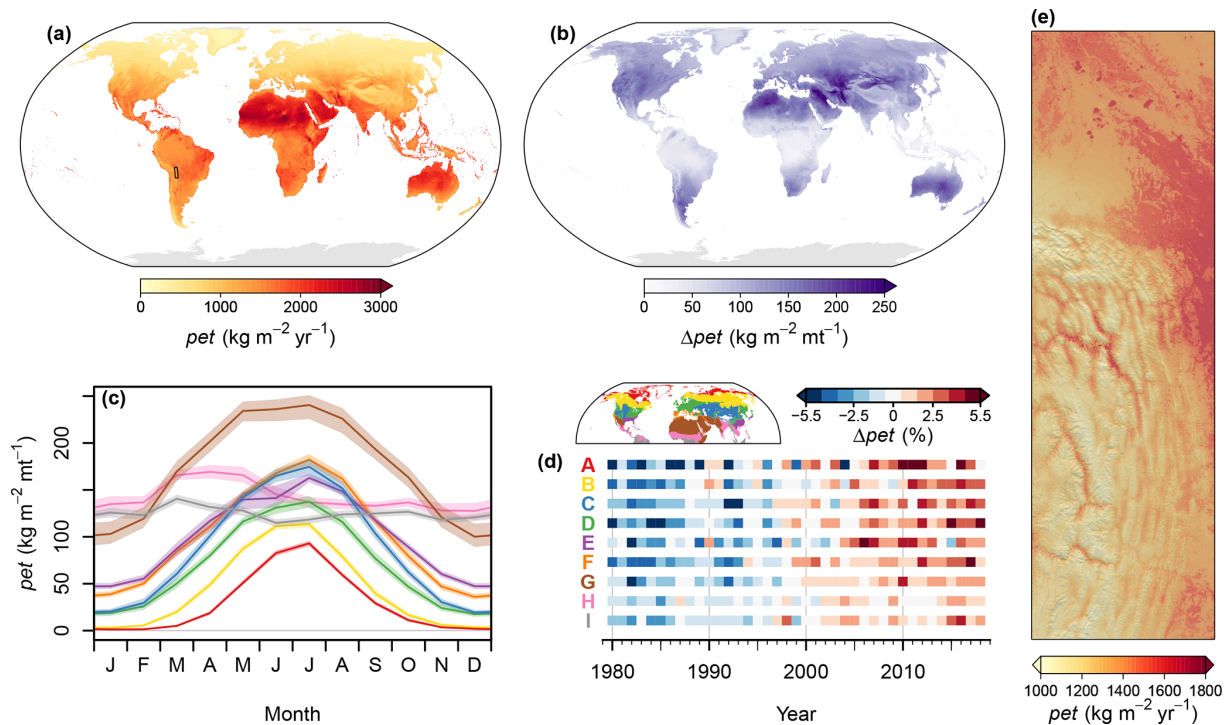 (a)
0 1000 2000 3000
pet (kg m⁻² yr⁻¹)
(b)
0 50 100 150 200 250
Δpet (kg m⁻² mt⁻¹)
(c)
pet (kg m⁻² mt⁻¹)
200
150
100
50
0
J F M A M J J A S O N D
Month
−5.5 −2.5 0 2.5 5.5
Δpet (%)
(d)
A
B
C
D
E
F
G
H
I
1980 1990 2000 2010
Year
(e)
1000 1200 1400 1600 1800
pet (kg m⁻² yr⁻¹)